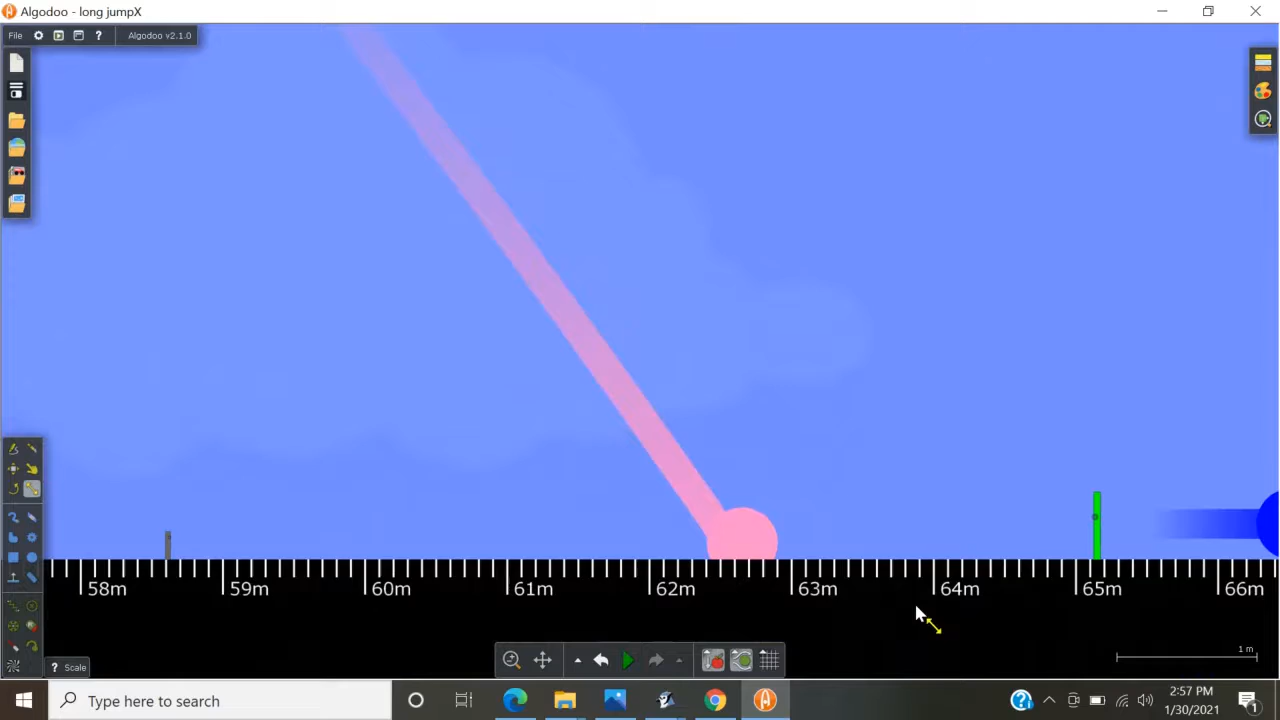 Algodoo - long jumpX
File ? Algodoo v2.1.0
58m 59m 60m 61m 62m 63m 64m 65m 66m
? Scale
1 m
Type here to search
2:57 PM
1/30/2021
1